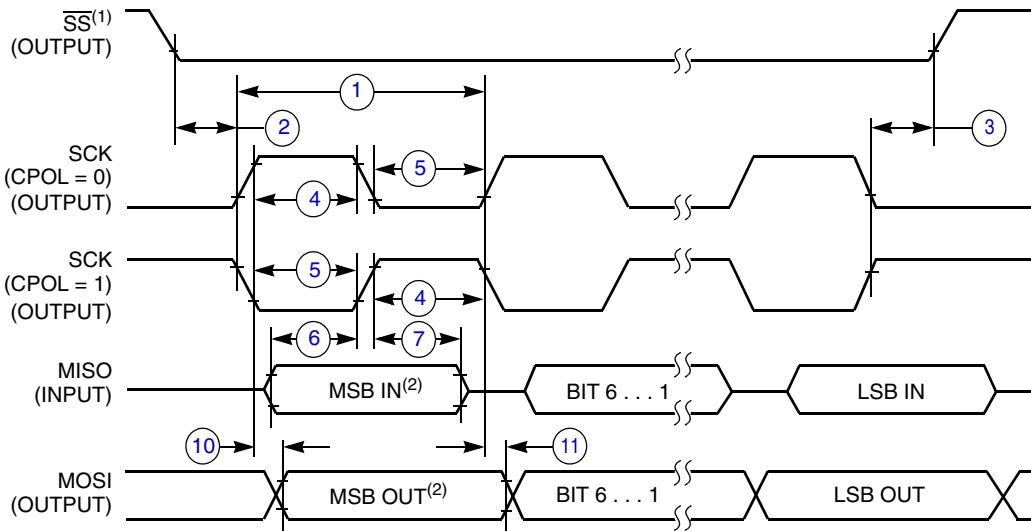 SS(1)
(OUTPUT)
1
2
3
SCK
(CPOL = 0)
(OUTPUT)
5
4
SCK
(CPOL = 1)
(OUTPUT)
5
4
6
7
MISO
(INPUT)
MSB IN(2)
BIT 6 . . . 1
LSB IN
10
11
MOSI
(OUTPUT)
MSB OUT(2)
BIT 6 . . . 1
LSB OUT